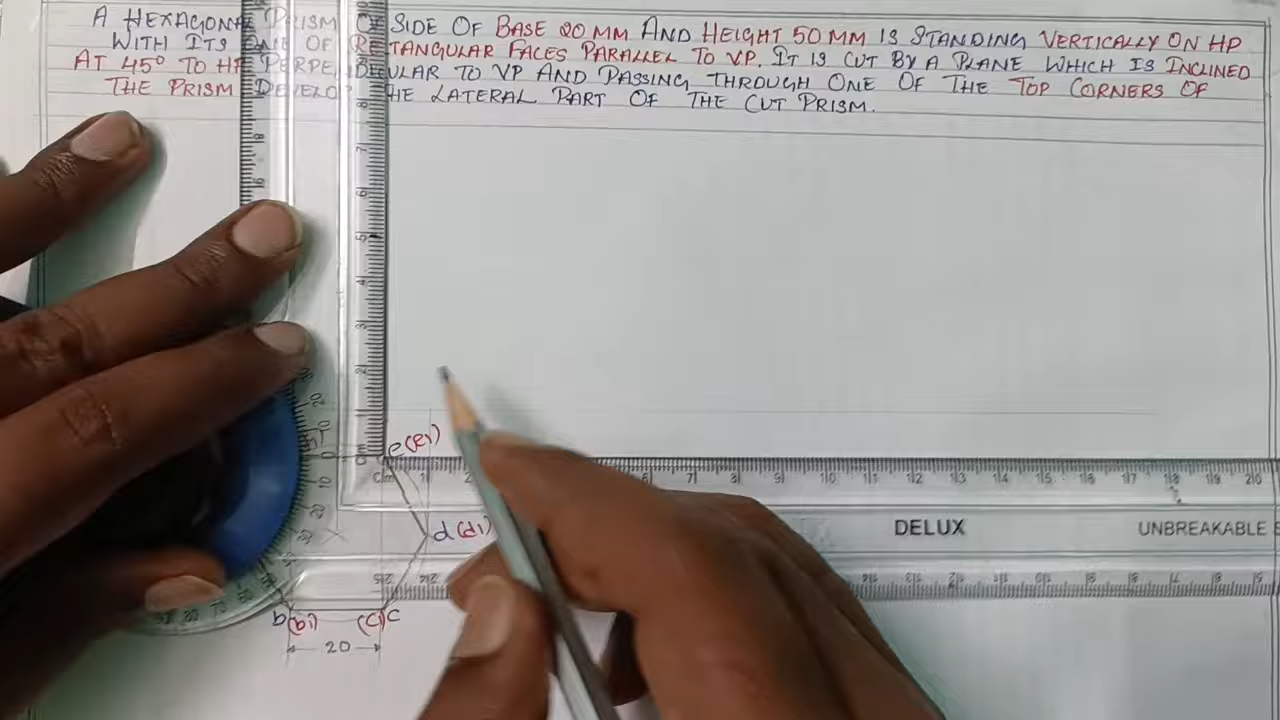 A HEXAGONAL PRISM OF SIDE OF BASE 20 MM AND HEIGHT 50 MM IS STANDING VERTICALLY ON HP
WITH ITS ONE OF RECTANGULAR FACES PARALLEL TO VP. IT IS CUT BY A PLANE WHICH IS INCLINED
AT 45° TO HP PERPENDICULAR TO VP AND PASSING THROUGH ONE OF THE TOP CORNERS OF
THE PRISM DEVELOP THE LATERAL PART OF THE CUT PRISM.
e(e1)
d(d1)
b(b1) (c1)c
20
DELUX UNBREAKABLE